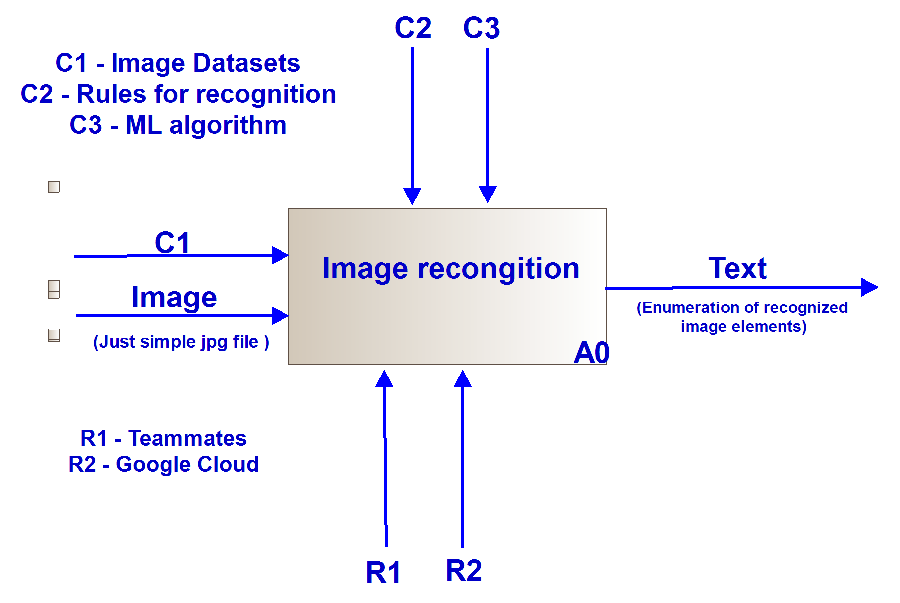 C2 C3
C1 - Image Datasets
C2 - Rules for recognition
C3 - ML algorithm
C1
Image recongition
Image
Text
(Just simple jpg file )
(Enumeration of recognized
image elements)
A0
R1 - Teammates
R2 - Google Cloud
R1 R2